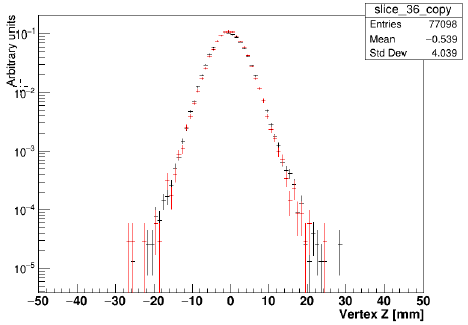 slice_36_copy
Entries 77098
Mean −0.539
Std Dev 4.039
Arbitrary units
10⁻¹
10⁻²
10⁻³
10⁻⁴
10⁻⁵
−50 −40 −30 −20 −10 0 10 20 30 40 50
Vertex Z [mm]